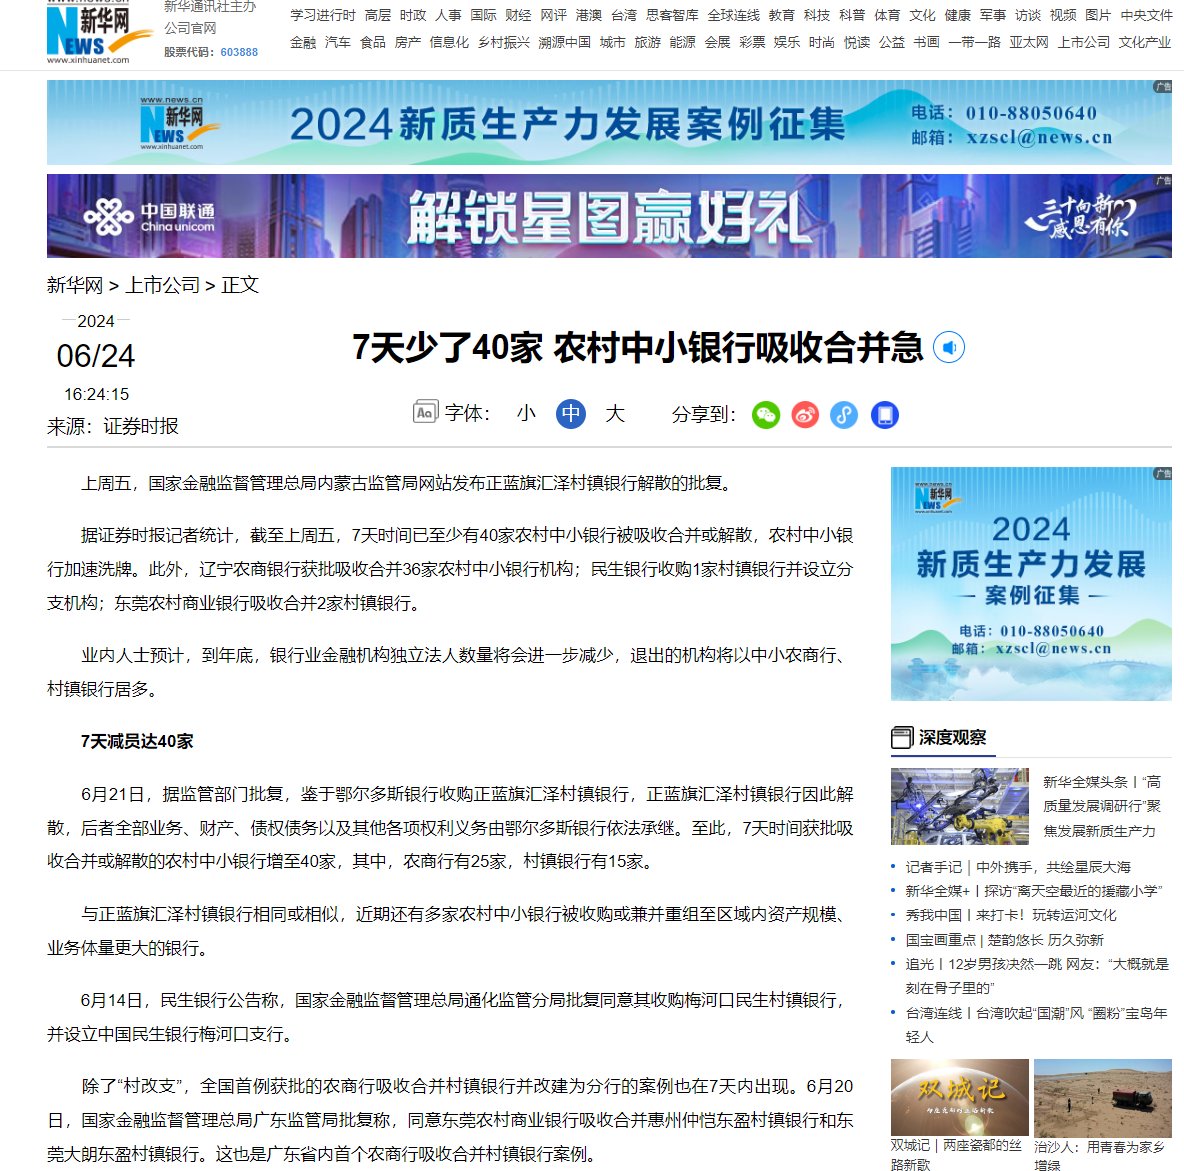 新华网
NEWS
www.xinhuanet.com
新华通讯社主办
公司官网
股票代码：603888
学习进行时 高层 时政 人事 国际 财经 网评 港澳 台湾 思客智库 全球连线 教育 科技 科普 体育 文化 健康 军事 访谈 视频 图片 中央文件
金融 汽车 食品 房产 信息化 乡村振兴 溯源中国 城市 旅游 能源 会展 彩票 娱乐 时尚 悦读 公益 书画 一带一路 亚太网 上市公司 文化产业
www.news.cn
新华网
NEWS
www.xinhuanet.com
2024新质生产力发展案例征集
电话：010-88050640
邮箱：xzscl@news.cn
广告
中国联通
China unicom
解锁星图赢好礼
三十向新
感恩有你
广告
新华网 > 上市公司 > 正文
2024
06/24
16:24:15
来源：证券时报
7天少了40家 农村中小银行吸收合并急
Aa 字体： 小 中 大 分享到：
上周五，国家金融监督管理总局内蒙古监管局网站发布正蓝旗汇泽村镇银行解散的批复。
据证券时报记者统计，截至上周五，7天时间已至少有40家农村中小银行被吸收合并或解散，农村中小银
行加速洗牌。此外，辽宁农商银行获批吸收合并36家农村中小银行机构；民生银行收购1家村镇银行并设立分
支机构；东莞农村商业银行吸收合并2家村镇银行。
业内人士预计，到年底，银行业金融机构独立法人数量将会进一步减少，退出的机构将以中小农商行、
村镇银行居多。
7天减员达40家
6月21日，据监管部门批复，鉴于鄂尔多斯银行收购正蓝旗汇泽村镇银行，正蓝旗汇泽村镇银行因此解
散，后者全部业务、财产、债权债务以及其他各项权利义务由鄂尔多斯银行依法承继。至此，7天时间获批吸
收合并或解散的农村中小银行增至40家，其中，农商行有25家，村镇银行有15家。
与正蓝旗汇泽村镇银行相同或相似，近期还有多家农村中小银行被收购或兼并重组至区域内资产规模、
业务体量更大的银行。
6月14日，民生银行公告称，国家金融监督管理总局通化监管分局批复同意其收购梅河口民生村镇银行，
并设立中国民生银行梅河口支行。
除了“村改支”，全国首例获批的农商行吸收合并村镇银行并改建为分行的案例也在7天内出现。6月20
日，国家金融监督管理总局广东监管局批复称，同意东莞农村商业银行吸收合并惠州仲恺东盈村镇银行和东
莞大朗东盈村镇银行。这也是广东省内首个农商行吸收合并村镇银行案例。
广告
www.news.cn
新华网
NEWS
www.xinhuanet.com
2024
新质生产力发展
案例征集
电话：010-88050640
邮箱：xzscl@news.cn
深度观察
新华全媒头条丨“高
质量发展调研行”聚
焦发展新质生产力
记者手记｜中外携手，共绘星辰大海
新华全媒+丨探访“离天空最近的援藏小学”
秀我中国丨来打卡！玩转运河文化
国宝画重点 | 楚韵悠长 历久弥新
追光丨12岁男孩决然一跳 网友：“大概就是
刻在骨子里的”
台湾连线丨台湾吹起“国潮”风 “圈粉”宝岛年
轻人
双城记
双城记｜两座瓷都的丝
路新歌
治沙人：用青春为家乡
增绿